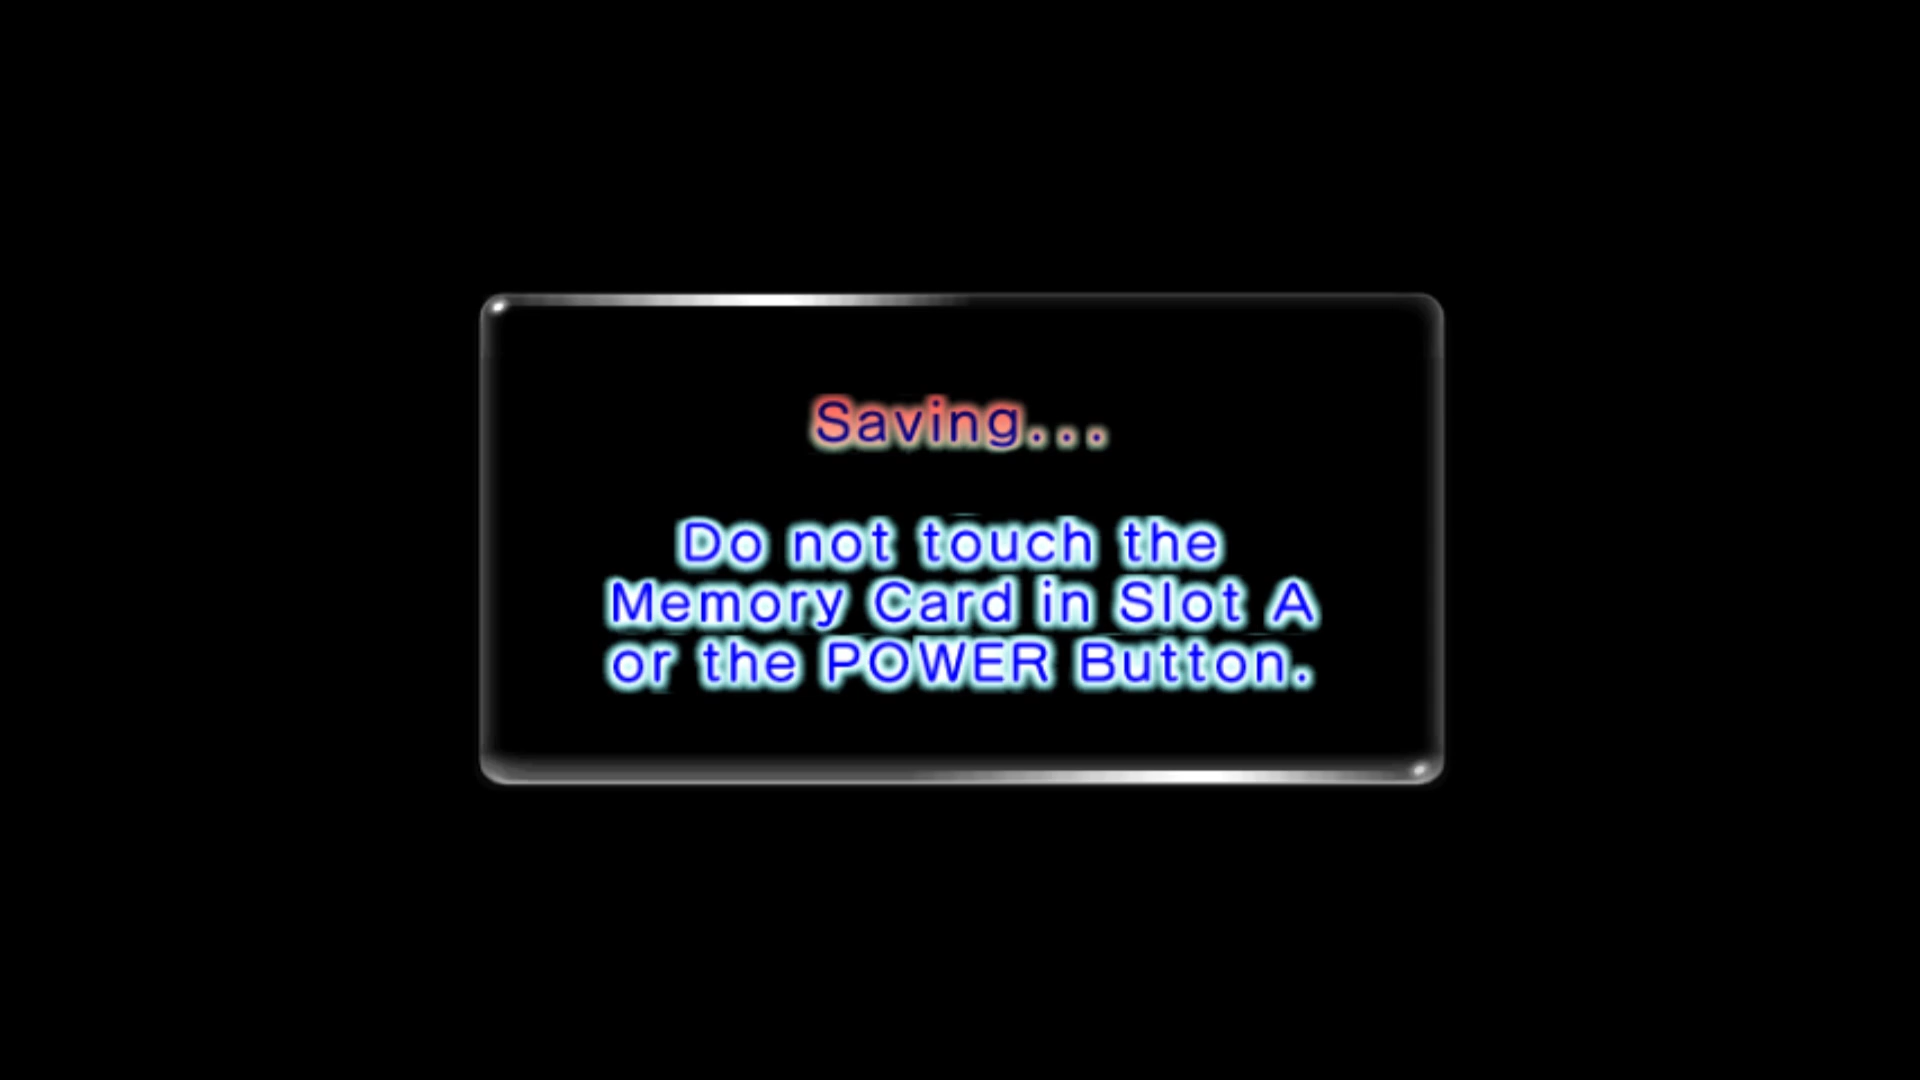 Saving...
Do not touch the
Memory Card in Slot A
or the POWER Button.